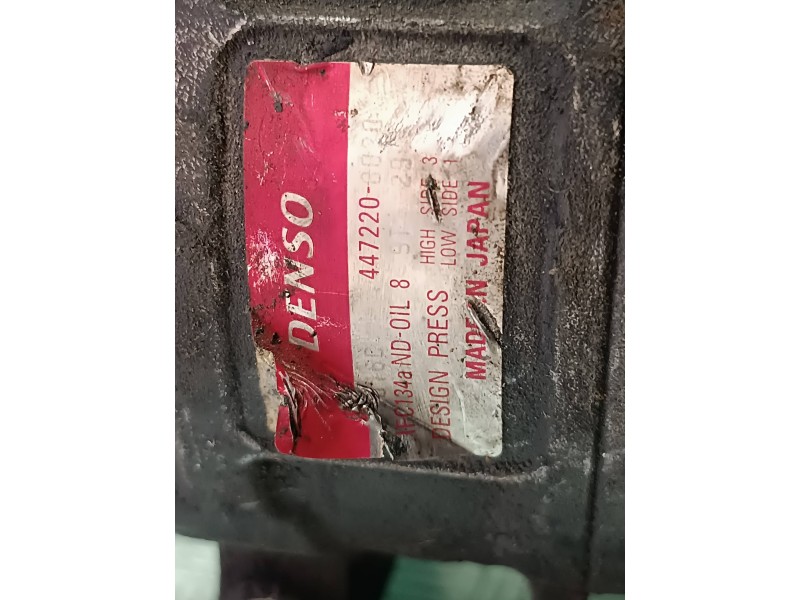 DENSO
447220-
HFC134a ND-OIL 8
DESIGN PRESS HIGH SIDE 3
LOW SIDE 1
MADE IN JAPAN